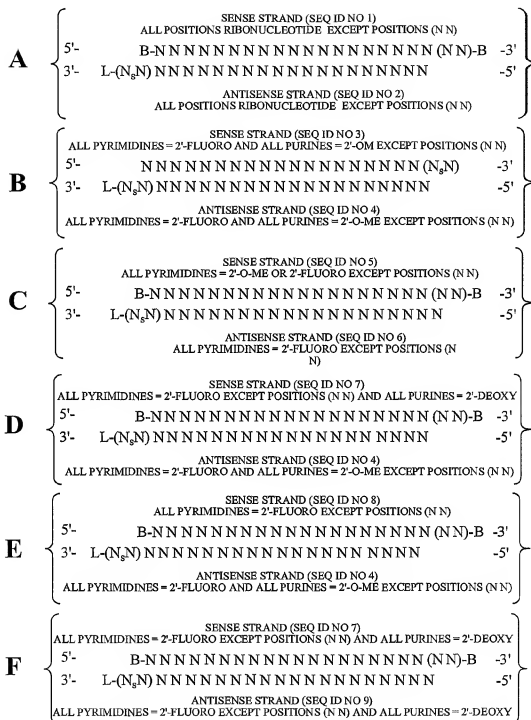 SENSE STRAND (SEQ ID NO 1)
ALL POSITIONS RIBONUCLEOTIDE EXCEPT POSITIONS (N N)
5'- B-N N N N N N N N N N N N N N N N N N N (N N)-B -3'
A
3'- L-(NsN) N N N N N N N N N N N N N N N N N N N -5'
ANTISENSE STRAND (SEQ ID NO 2)
ALL POSITIONS RIBONUCLEOTIDE EXCEPT POSITIONS (N N)
SENSE STRAND (SEQ ID NO 3)
ALL PYRIMIDINES = 2'-FLUORO AND ALL PURINES = 2'-OM EXCEPT POSITIONS (N N)
5'- N N N N N N N N N N N N N N N N N N N (NsN) -3'
B
3'- L-(NsN) N N N N N N N N N N N N N N N N N N N -5'
ANTISENSE STRAND (SEQ ID NO 4)
ALL PYRIMIDINES = 2'-FLUORO AND ALL PURINES = 2'-O-ME EXCEPT POSITIONS (N N)
SENSE STRAND (SEQ ID NO 5)
ALL PYRIMIDINES = 2'-O-ME OR 2'-FLUORO EXCEPT POSITIONS (N N)
5'- B-N N N N N N N N N N N N N N N N N N N (N N)-B -3'
C
3'- L-(NsN) N N N N N N N N N N N N N N N N N N N -5'
ANTISENSE STRAND (SEQ ID NO 6)
ALL PYRIMIDINES = 2'-FLUORO EXCEPT POSITIONS (N
N)
SENSE STRAND (SEQ ID NO 7)
ALL PYRIMIDINES = 2'-FLUORO EXCEPT POSITIONS (N N) AND ALL PURINES = 2'-DEOXY
5'- B-N N N N N N N N N N N N N N N N N N N (N N)-B -3'
D
3'- L-(NsN) N N N N N N N N N N N N N N N N N N N -5'
ANTISENSE STRAND (SEQ ID NO 4)
ALL PYRIMIDINES = 2'-FLUORO AND ALL PURINES = 2'-O-ME EXCEPT POSITIONS (N N)
SENSE STRAND (SEQ ID NO 8)
ALL PYRIMIDINES = 2'-FLUORO EXCEPT POSITIONS (N N)
5'- B-N N N N N N N N N N N N N N N N N N N (N N)-B -3'
E
3'- L-(NsN) N N N N N N N N N N N N N N N N N N N -5'
ANTISENSE STRAND (SEQ ID NO 4)
ALL PYRIMIDINES = 2'-FLUORO AND ALL PURINES = 2'-O-ME EXCEPT POSITIONS (N N)
SENSE STRAND (SEQ ID NO 7)
ALL PYRIMIDINES = 2'-FLUORO EXCEPT POSITIONS (N N) AND ALL PURINES = 2'-DEOXY
5'- B-N N N N N N N N N N N N N N N N N N N (N N)-B -3'
F
3'- L-(NsN) N N N N N N N N N N N N N N N N N N N -5'
ANTISENSE STRAND (SEQ ID NO 9)
ALL PYRIMIDINES = 2'-FLUORO EXCEPT POSITIONS (N N) AND ALL PURINES = 2'-DEOXY